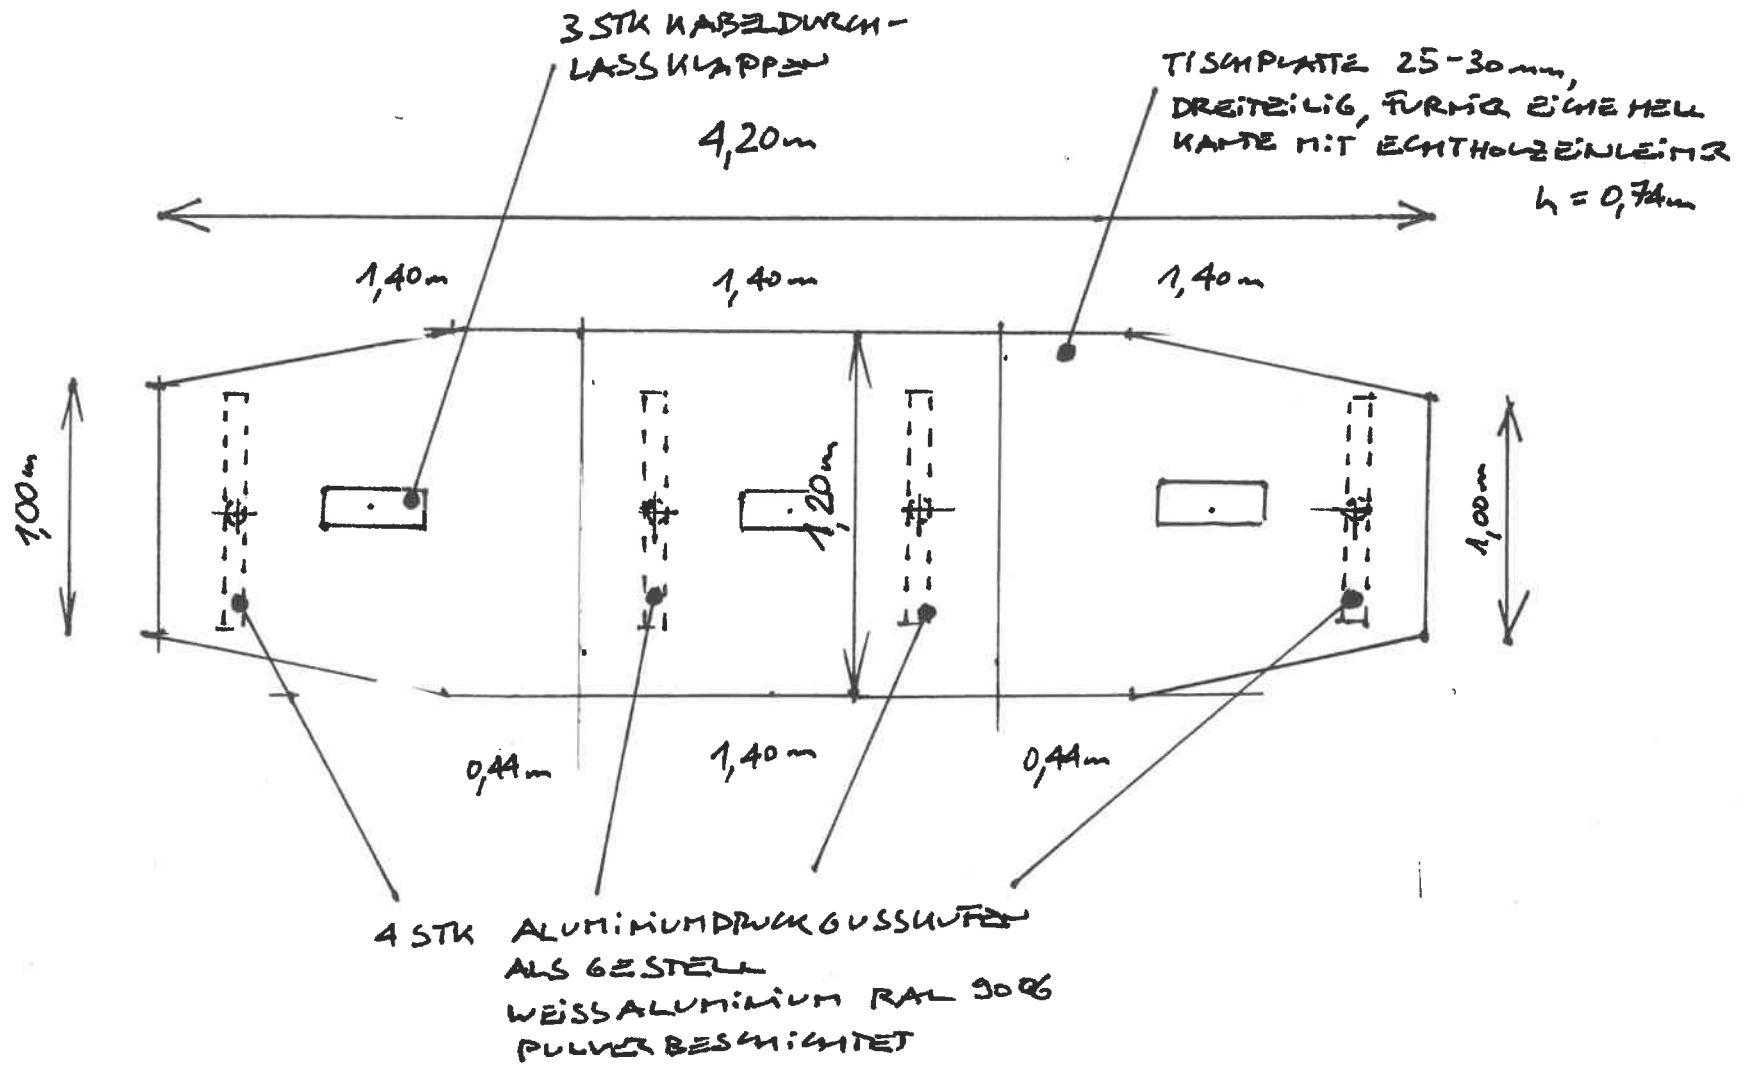 3 STK KABELDURCH-
LASSKLAPPEN
TISCHPLATTE 25-30mm,
DREITEILIG, FURNIER EICHE HELL
KANTE MIT ECHTHOLZEINLEIMER
h = 0,74m
4,20m
1,40m 1,40m 1,40m
1,00m
1,20m
1,00m
0,44m 1,40m 0,44m
4 STK ALUMINIUMDRUCKGUSSKUFEN
ALS GESTELL
WEISSALUMINIUM RAL 9006
PULVERBESCHICHTET